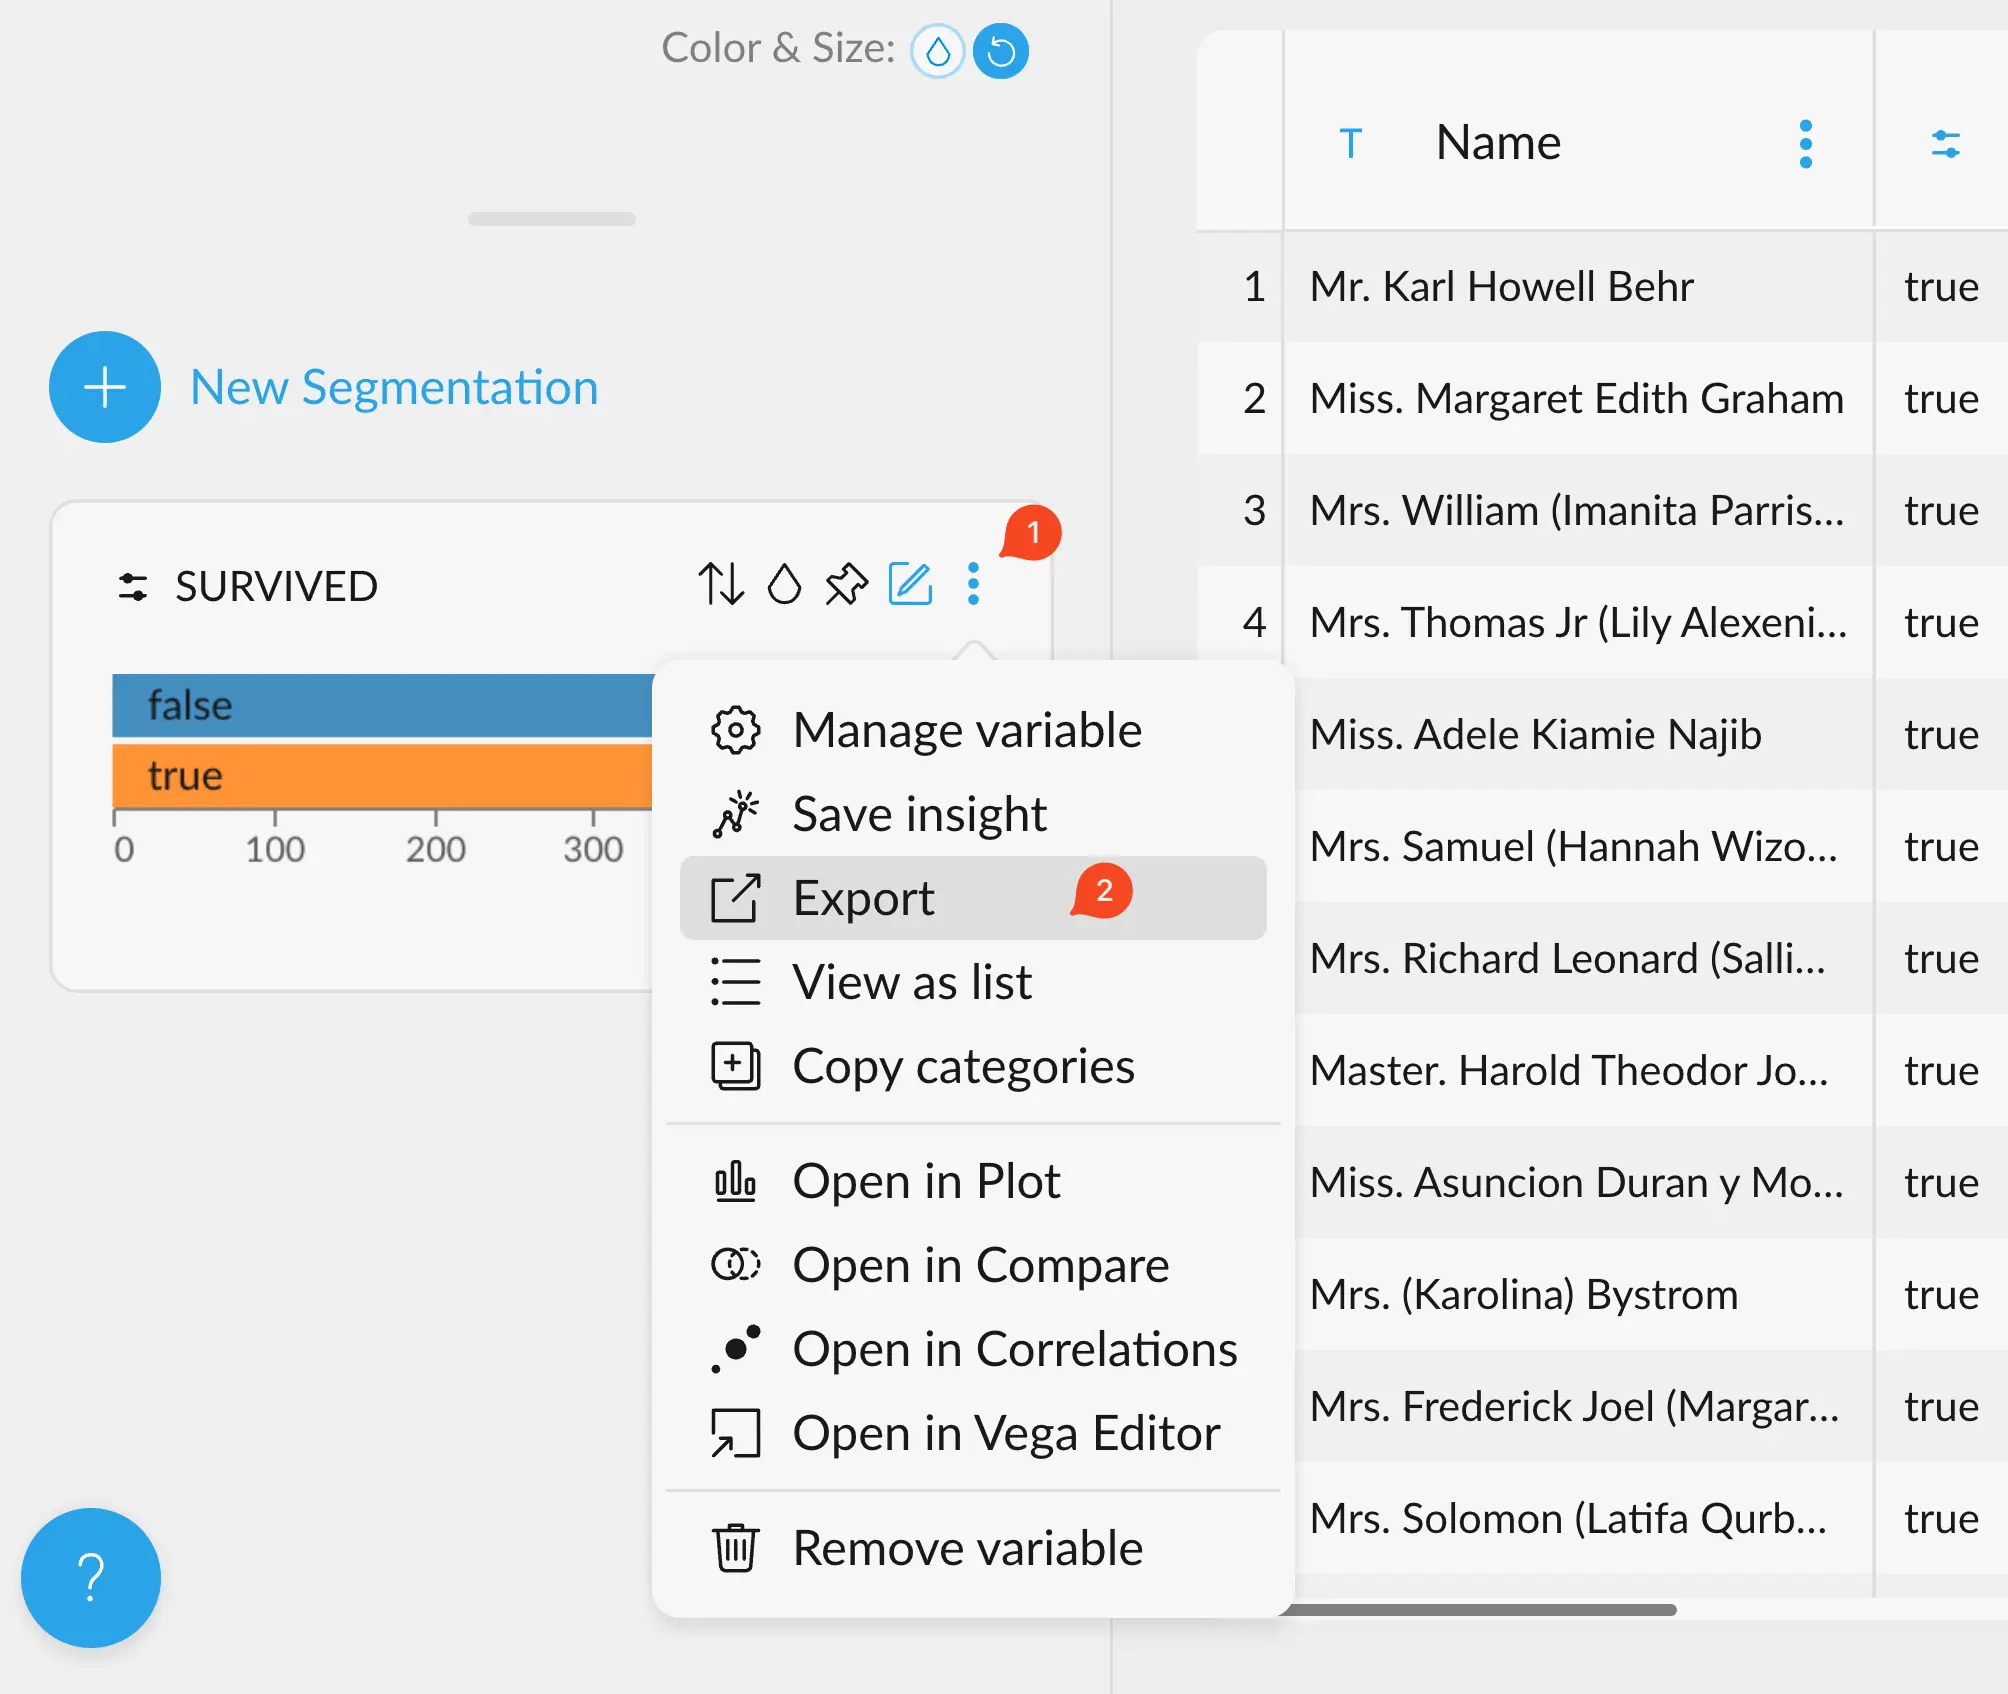 Color & Size:
New Segmentation
1
SURVIVED
false
true
0 100 200 300
Manage variable
Save insight
Export 2
View as list
Copy categories
Open in Plot
Open in Compare
Open in Correlations
Open in Vega Editor
Remove variable
?
T Name
1 Mr. Karl Howell Behr true
2 Miss. Margaret Edith Graham true
3 Mrs. William (Imanita Parris... true
4 Mrs. Thomas Jr (Lily Alexeni... true
Miss. Adele Kiamie Najib true
Mrs. Samuel (Hannah Wizo... true
Mrs. Richard Leonard (Salli... true
Master. Harold Theodor Jo... true
Miss. Asuncion Duran y Mo... true
Mrs. (Karolina) Bystrom true
Mrs. Frederick Joel (Margar... true
Mrs. Solomon (Latifa Qurb... true